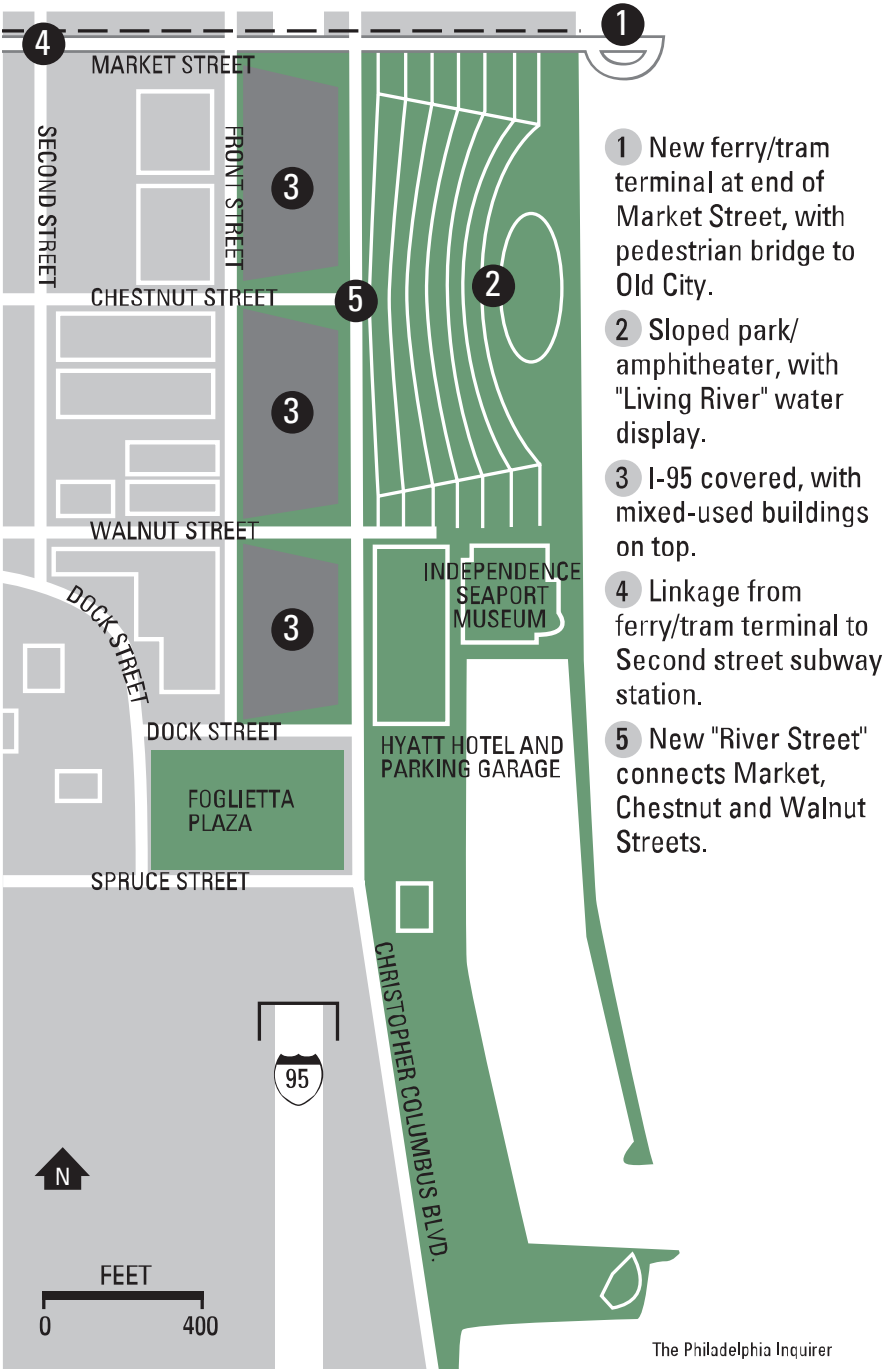 1
4
MARKET STREET
SECOND STREET
FRONT STREET
3
CHESTNUT STREET
5
2
3
WALNUT STREET
DOCK STREET
3
INDEPENDENCE
SEAPORT
MUSEUM
DOCK STREET
HYATT HOTEL AND
PARKING GARAGE
FOGLIETTA
PLAZA
SPRUCE STREET
CHRISTOPHER COLUMBUS BLVD.
95
N
FEET
0 400
1 New ferry/tram
terminal at end of
Market Street, with
pedestrian bridge to
Old City.
2 Sloped park/
amphitheater, with
"Living River" water
display.
3 I-95 covered, with
mixed-used buildings
on top.
4 Linkage from
ferry/tram terminal to
Second street subway
station.
5 New "River Street"
connects Market,
Chestnut and Walnut
Streets.
The Philadelphia Inquirer